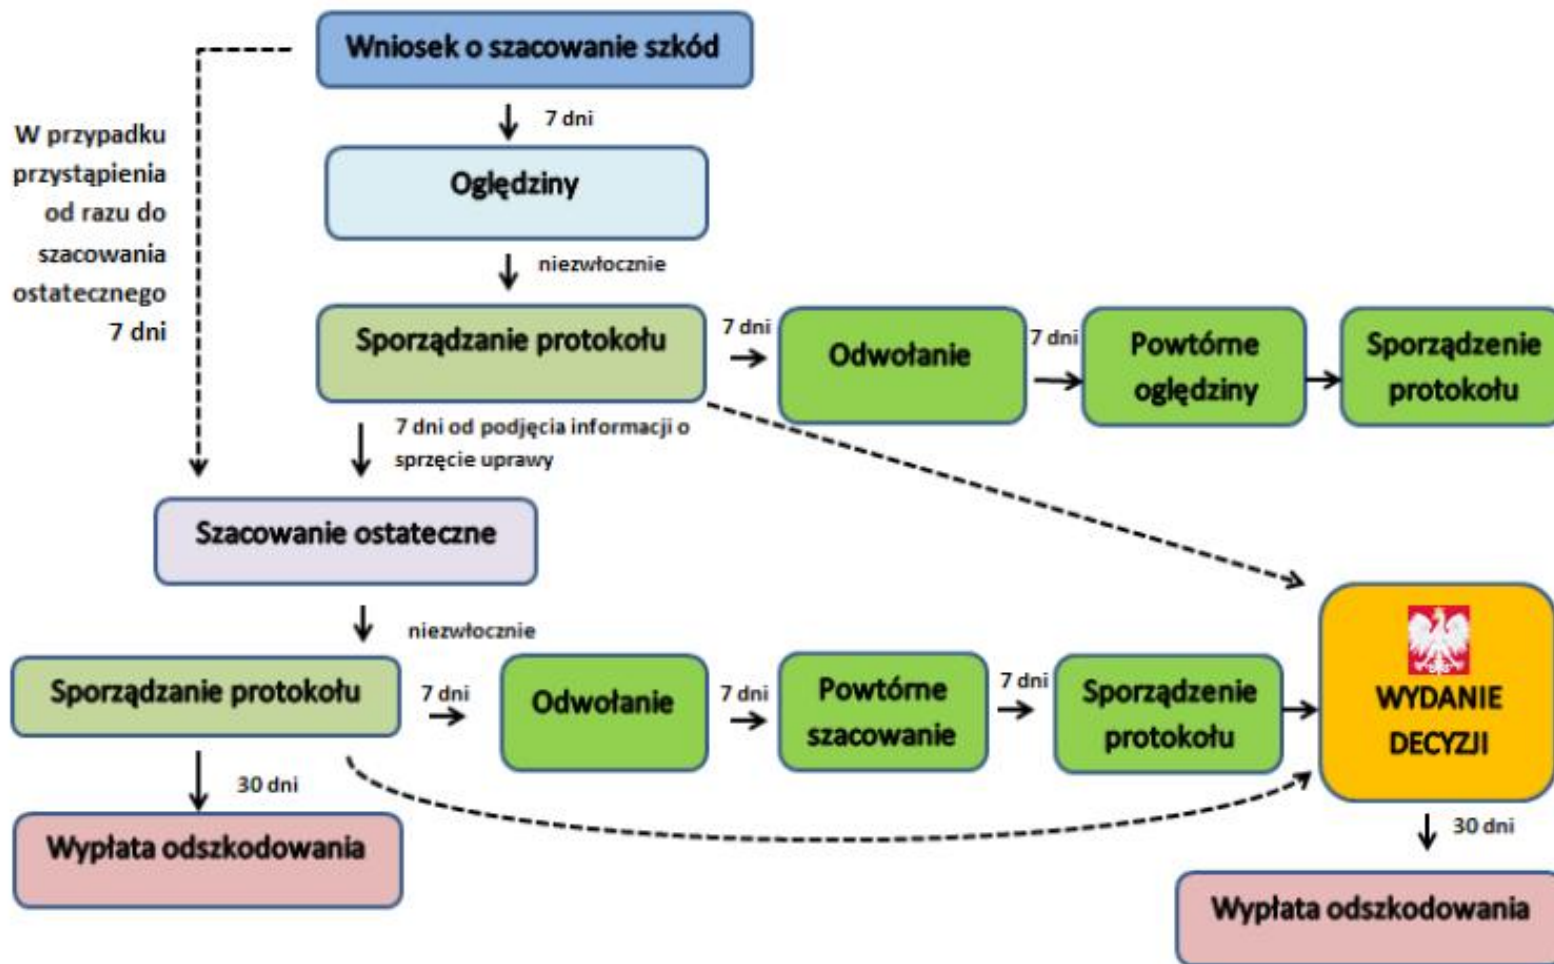 Wniosek o szacowanie szkód
7 dni
W przypadku
przystąpienia
od razu do
szacowania
ostatecznego
7 dni
Oględziny
niezwłocznie
Sporządzanie protokołu
7 dni
Odwołanie
7 dni
Powtórne
oględziny
Sporządzenie
protokołu
7 dni od podjęcia informacji o
sprzęcie uprawy
Szacowanie ostateczne
niezwłocznie
Sporządzanie protokołu
7 dni
Odwołanie
7 dni
Powtórne
szacowanie
7 dni
Sporządzenie
protokołu
WYDANIE
DECYZJI
30 dni
Wypłata odszkodowania
30 dni
Wypłata odszkodowania